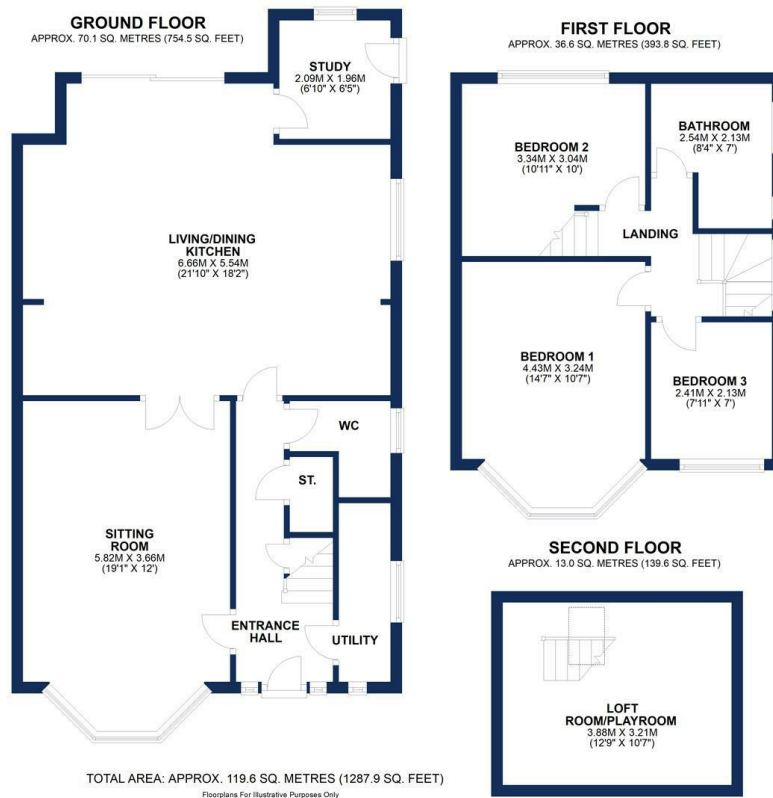 GROUND FLOOR
APPROX. 70.1 SQ. METRES (754.5 SQ. FEET)
STUDY
2.09M X 1.96M
(6'10" X 6'5")
LIVING/DINING
KITCHEN
6.66M X 5.54M
(21'10" X 18'2")
WC
ST.
SITTING
ROOM
5.82M X 3.66M
(19'1" X 12')
ENTRANCE
HALL
UTILITY
FIRST FLOOR
APPROX. 36.6 SQ. METRES (393.8 SQ. FEET)
BEDROOM 2
3.34M X 3.04M
(10'11" X 10')
BATHROOM
2.54M X 2.13M
(8'4" X 7')
LANDING
BEDROOM 1
4.43M X 3.24M
(14'7" X 10'7")
BEDROOM 3
2.41M X 2.13M
(7'11" X 7')
SECOND FLOOR
APPROX. 13.0 SQ. METRES (139.6 SQ. FEET)
LOFT
ROOM/PLAYROOM
3.88M X 3.21M
(12'9" X 10'7")
TOTAL AREA: APPROX. 119.6 SQ. METRES (1287.9 SQ. FEET)
Floorplans For Illustrative Purposes Only